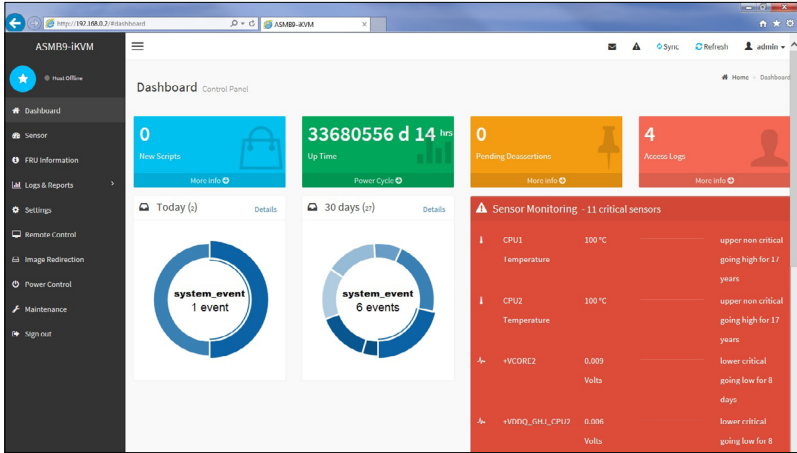 http://192.168.0.2/#dashboard
ASMB9-iKVM
ASMB9-iKVM
Sync
Refresh
admin
Host Offline
Dashboard Control Panel
Home > Dashboard
Dashboard
Sensor
FRU Information
Logs & Reports
Settings
Remote Control
Image Redirection
Power Control
Maintenance
Sign out
0
New Scripts
More info
33680556 d 14 hrs
Up Time
Power Cycle
0
Pending Deassertions
More info
4
Access Logs
More info
Today (2)
Details
system_event
1 event
30 days (27)
Details
system_event
6 events
Sensor Monitoring - 11 critical sensors
CPU1 100 °C upper non critical
Temperature going high for 17
years
CPU2 100 °C upper non critical
Temperature going high for 17
years
+VCORE2 0.009 lower critical
Volts going low for 8
days
+VDDQ_GHJ_CPU2 0.006 lower critical
Volts going low for 8